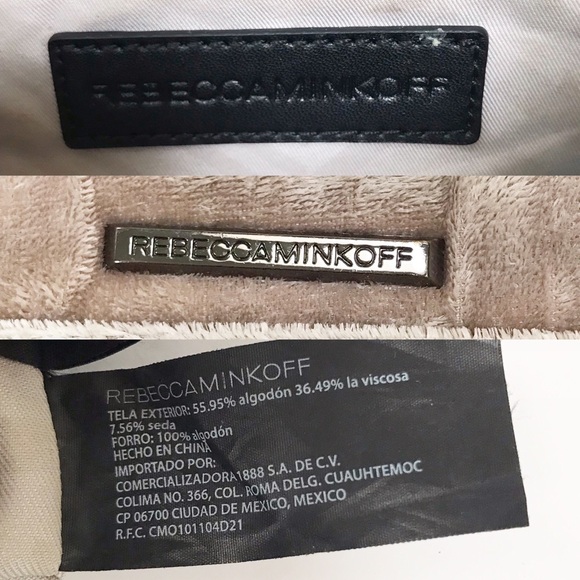 REBECCAMINKOFF
REBECCAMINKOFF
REBECCAMINKOFF
TELA EXTERIOR: 55.95% algodón 36.49% la viscosa
7.56% seda
FORRO: 100% algodón
HECHO EN CHINA
IMPORTADO POR:
COMERCIALIZADORA1888 S.A. DE C.V.
COLIMA NO. 366, COL. ROMA DELG. CUAUHTEMOC
CP 06700 CIUDAD DE MEXICO, MEXICO
R.F.C. CMO101104D21